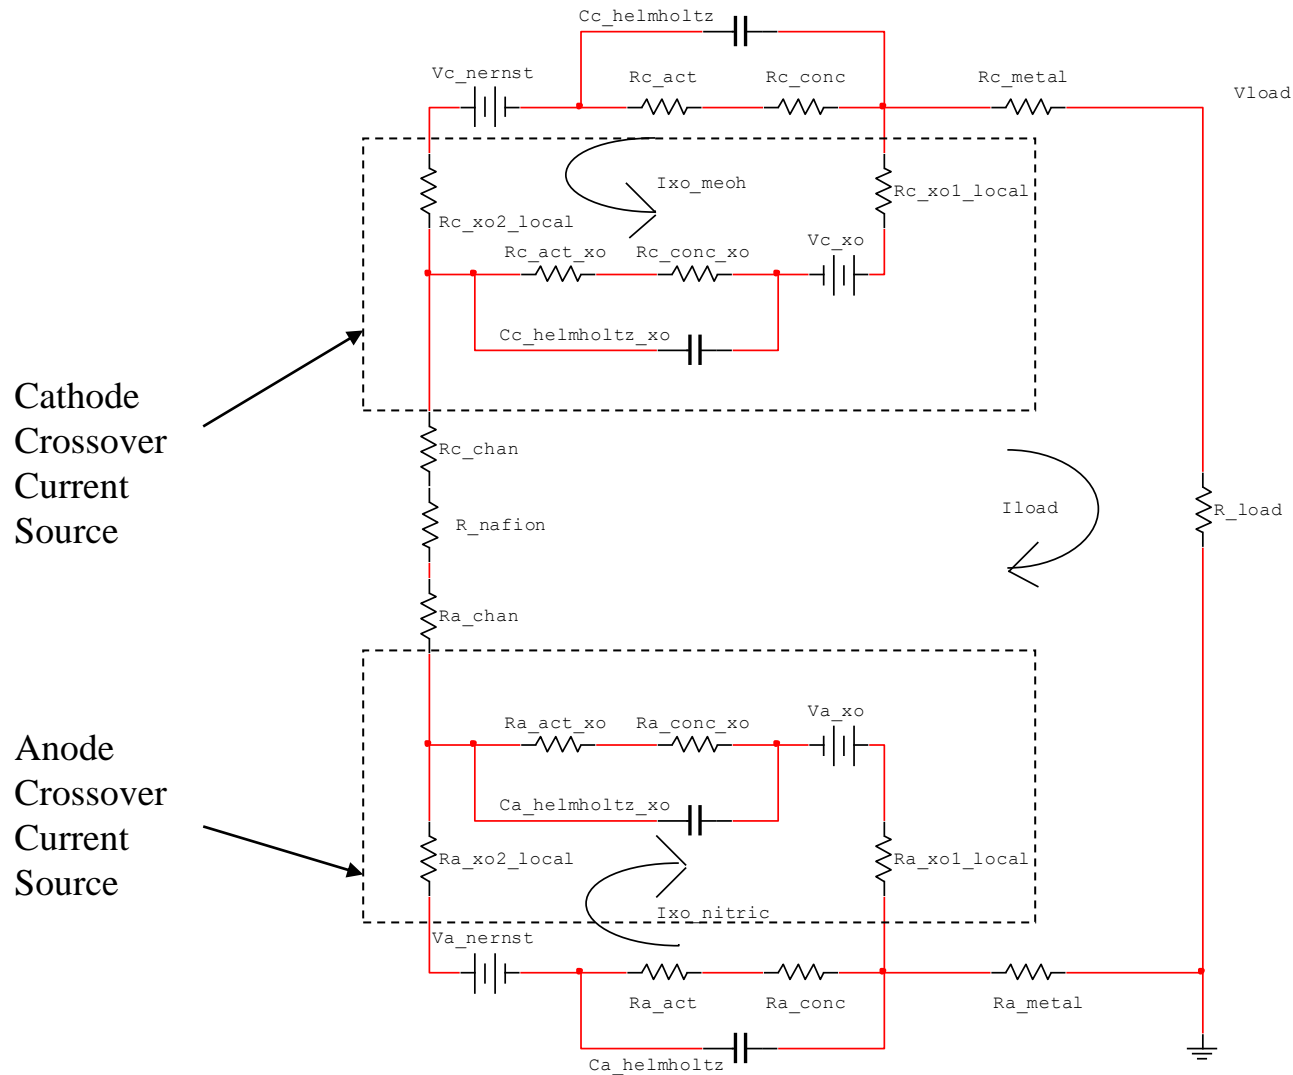 Cc_helmholtz
Vc_nernst
Rc_act
Rc_conc
Rc_metal
Vload
Ixo_meoh
Rc_xo1_local
Rc_xo2_local
Vc_xo
Rc_act_xo
Rc_conc_xo
Cc_helmholtz_xo
Cathode
Crossover
Current
Source
Rc_chan
R_nafion
Iload
R_load
Ra_chan
Va_xo
Ra_act_xo
Ra_conc_xo
Anode
Crossover
Current
Source
Ca_helmholtz_xo
Ra_xo2_local
Ra_xo1_local
Ixo_nitric
Va_nernst
Ra_act
Ra_conc
Ra_metal
Ca_helmholtz